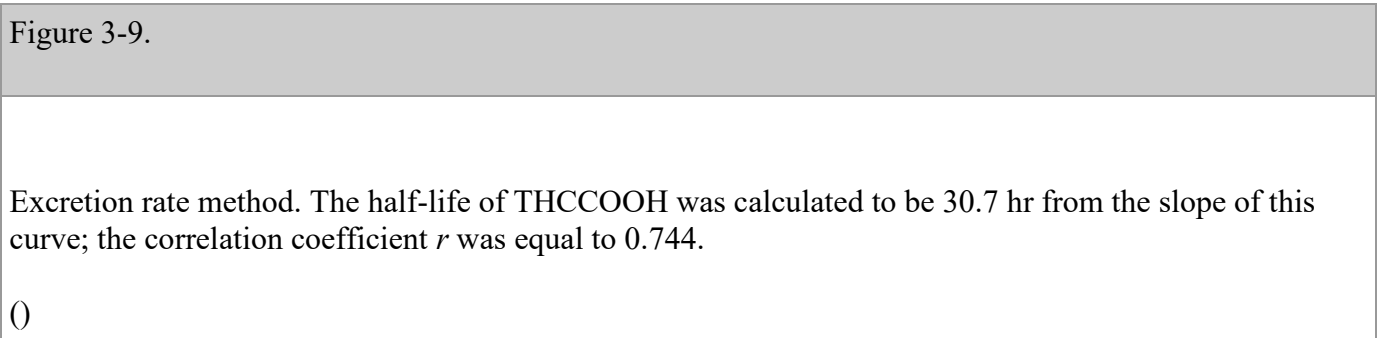 Figure 3-9.
Excretion rate method. The half-life of THCCOOH was calculated to be 30.7 hr from the slope of this
curve; the correlation coefficient r was equal to 0.744.
()